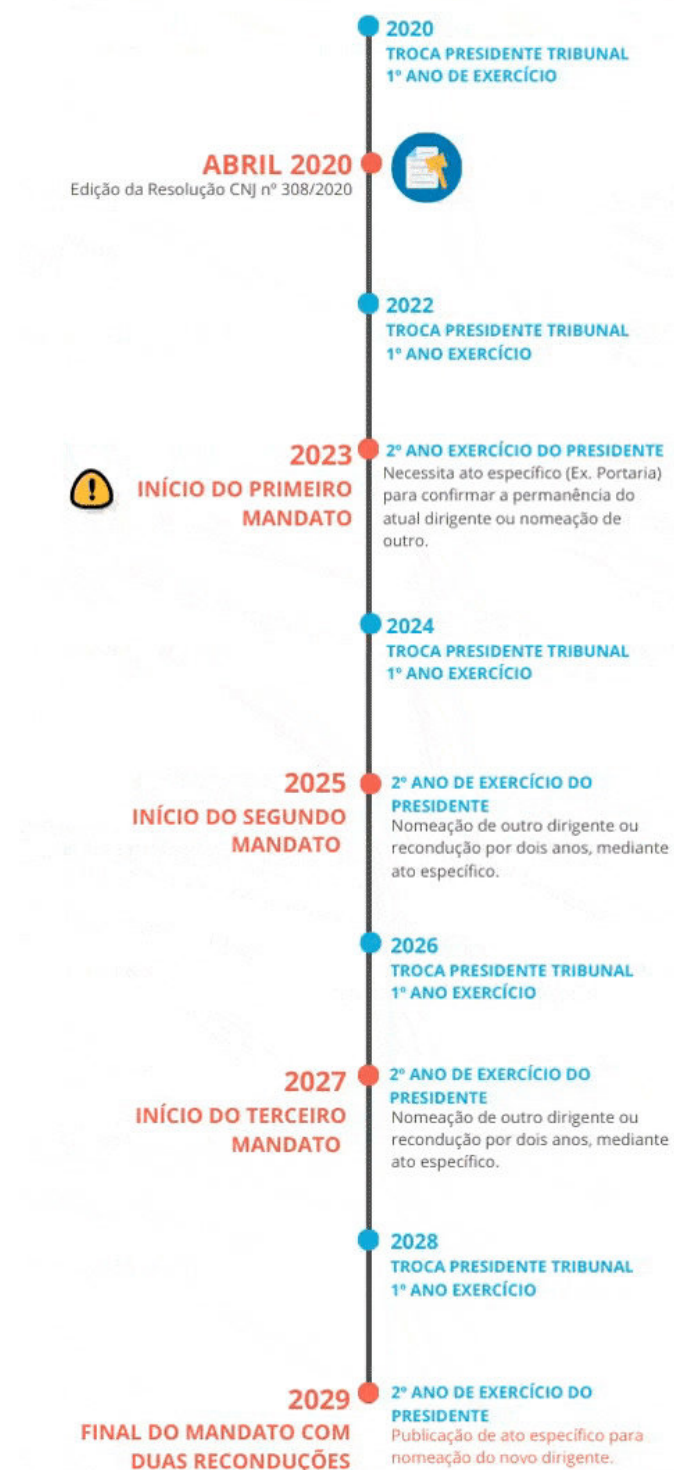 2020
TROCA PRESIDENTE TRIBUNAL
1º ANO DE EXERCÍCIO
ABRIL 2020
Edição da Resolução CNJ nº 308/2020
2022
TROCA PRESIDENTE TRIBUNAL
1º ANO EXERCÍCIO
2023
INÍCIO DO PRIMEIRO
MANDATO
2º ANO EXERCÍCIO DO PRESIDENTE
Necessita ato específico (Ex. Portaria)
para confirmar a permanência do
atual dirigente ou nomeação de
outro.
2024
TROCA PRESIDENTE TRIBUNAL
1º ANO EXERCÍCIO
2025
INÍCIO DO SEGUNDO
MANDATO
2º ANO DE EXERCÍCIO DO
PRESIDENTE
Nomeação de outro dirigente ou
recondução por dois anos, mediante
ato específico.
2026
TROCA PRESIDENTE TRIBUNAL
1º ANO EXERCÍCIO
2027
INÍCIO DO TERCEIRO
MANDATO
2º ANO DE EXERCÍCIO DO
PRESIDENTE
Nomeação de outro dirigente ou
recondução por dois anos, mediante
ato específico.
2028
TROCA PRESIDENTE TRIBUNAL
1º ANO EXERCÍCIO
2029
FINAL DO MANDATO COM
DUAS RECONDUÇÕES
2º ANO DE EXERCÍCIO DO
PRESIDENTE
Publicação de ato específico para
nomeação do novo dirigente.